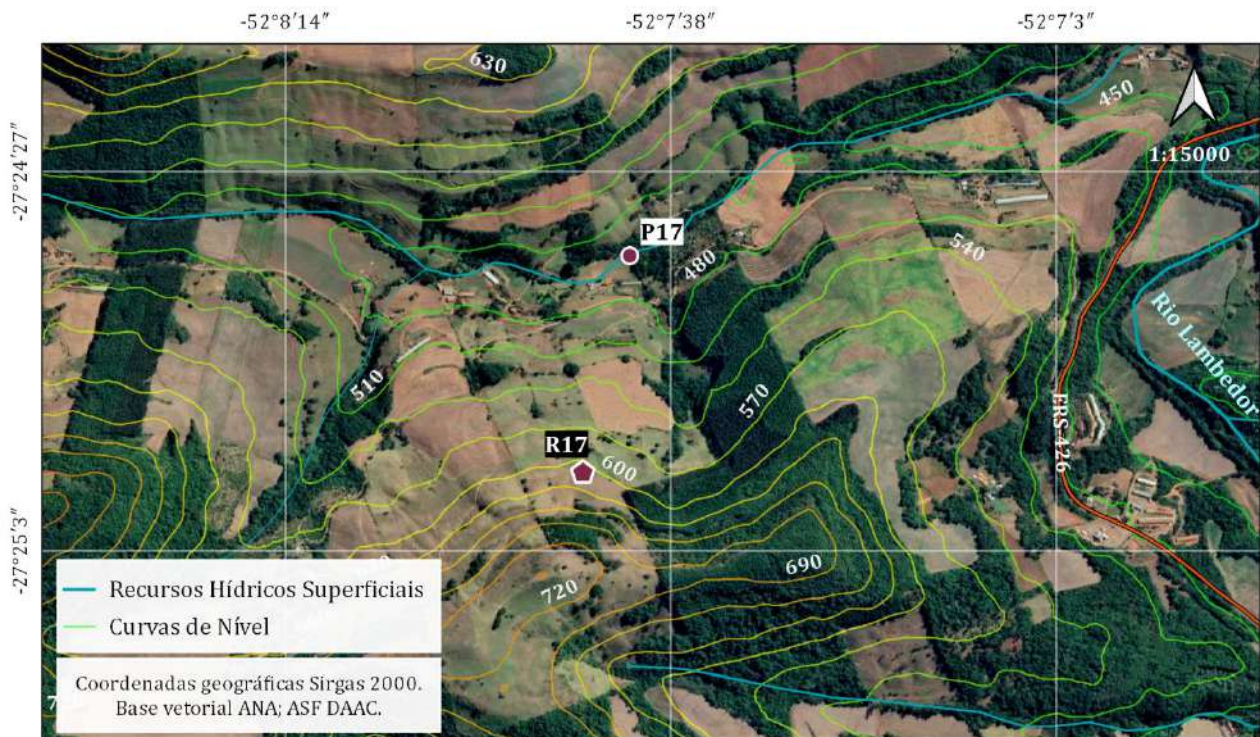 -52°8′14″
-52°7′38″
-52°7′3″
630
450
1:15000
-27°24′27″
P17
480
540
Rio Lambedor
510
570
ERS 426
R17
600
-27°25′3″
690
720
Recursos Hídricos Superficiais
Curvas de Nível
Coordenadas geográficas Sirgas 2000.
Base vetorial ANA; ASF DAAC.